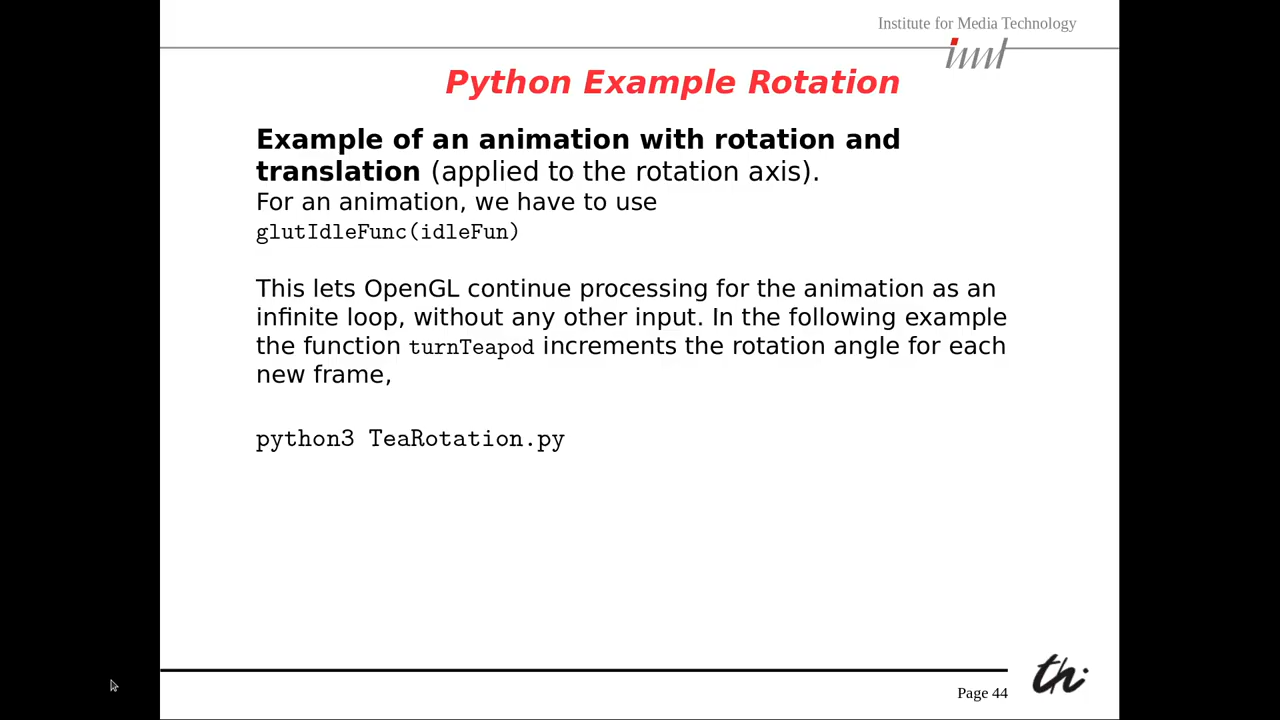 Institute for Media Technology
iml
Python Example Rotation
Example of an animation with rotation and
translation (applied to the rotation axis).
For an animation, we have to use
glutIdleFunc(idleFun)
This lets OpenGL continue processing for the animation as an
infinite loop, without any other input. In the following example
the function turnTeapod increments the rotation angle for each
new frame,
python3 TeaRotation.py
th
Page 44